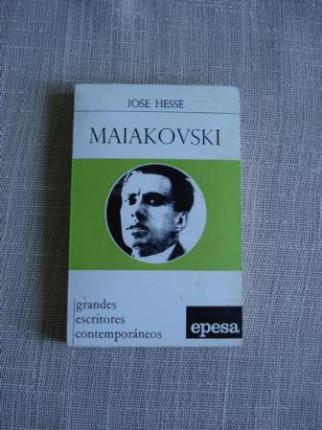 JOSE HESSE
MAIAKOVSKI
grandes
escritores
contemporáneos
epesa